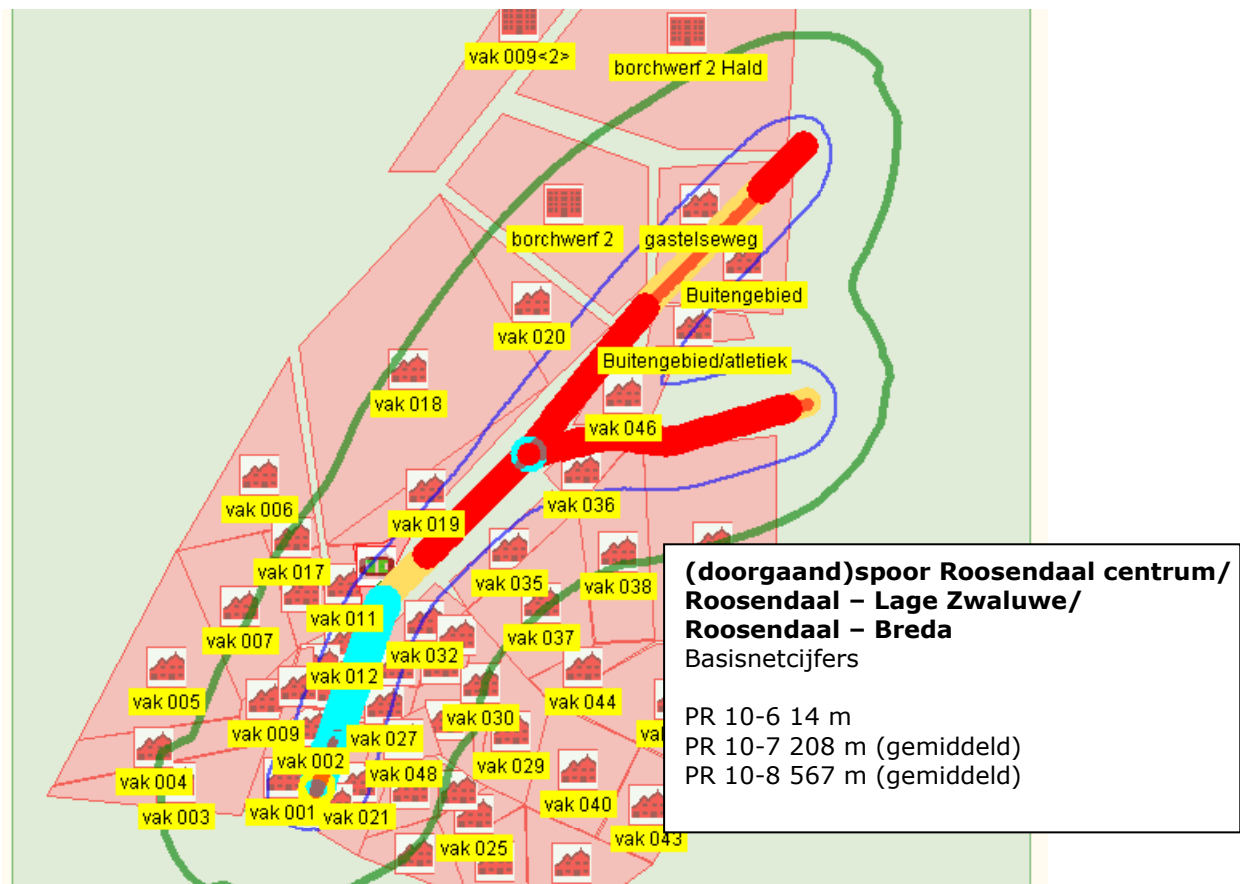 vak 009<2>
borchwerf 2 Hald
borchwerf 2
gastelseweg
Buitengebied
vak 020
Buitengebied/atletiek
vak 018
vak 046
vak 006
vak 019
vak 036
vak 017
vak 035
vak 038
vak 011
vak 007
vak 037
vak 032
vak 012
vak 005
vak 044
vak 009
vak 030
vak 027
vak 002
vak 004
vak 048
vak 029
vak 003
vak 001
vak 021
vak 040
vak 025
vak 043
(doorgaand)spoor Roosendaal centrum/
Roosendaal – Lage Zwaluwe/
Roosendaal – Breda
Basisnetcijfers
PR 10-6 14 m
PR 10-7 208 m (gemiddeld)
PR 10-8 567 m (gemiddeld)